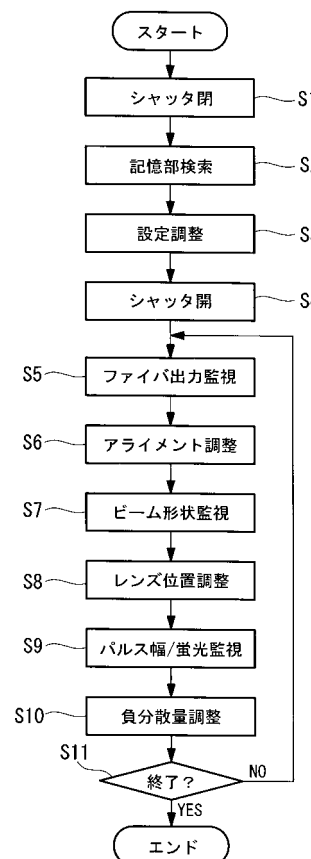 スタート
シャッタ閉
S1
記憶部検索
設定調整
シャッタ開
S5
ファイバ出力監視
S6
アライメント調整
S7
ビーム形状監視
S8
レンズ位置調整
S9
パルス幅/蛍光監視
S10
負分散量調整
S11
終了?
NO
YES
エンド